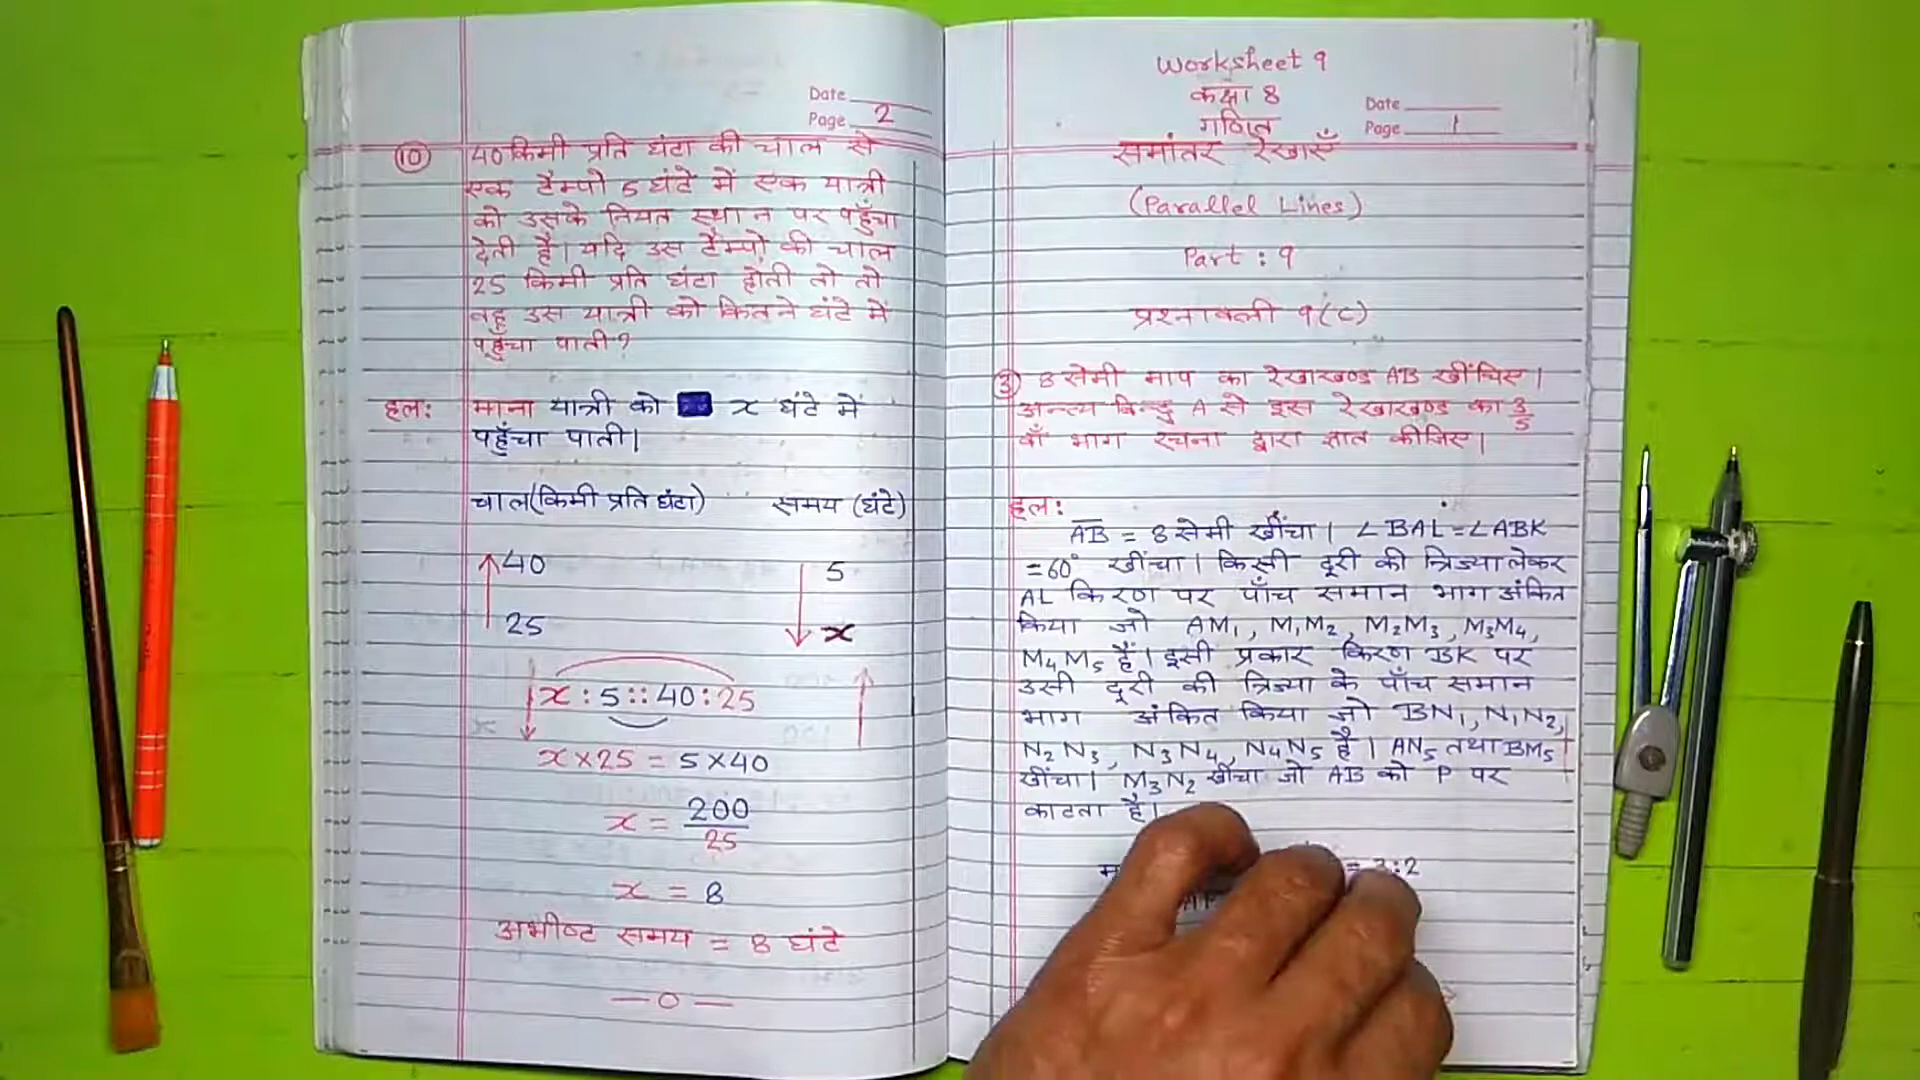 Date
Page 2
⑩ 40 किमी प्रति घंटा की चाल से
एक टैम्पो 5 घंटे में एक यात्री
को उसके नियत स्थान पर पहुँचा
देती है। यदि उस टैम्पो की चाल
25 किमी प्रति घंटा होती तो तो
वह उस यात्री को कितने घंटे में
पहुँचा पाती?
हलः माना यात्री को x घंटे में
पहुँचा पाती।
चाल(किमी प्रति घंटा) समय (घंटे)
40 5
25 x
x : 5 :: 40 : 25
x × 25 = 5 × 40
x = 200/25
x = 8
अभीष्ट समय = 8 घंटे
— 0 —
Worksheet 9
कक्षा 8
गणित
Date
Page 1
समांतर रेखाएँ
(Parallel Lines)
Part : 9
प्रश्नावली 9(C)
③ 8 सेमी माप का रेखाखण्ड AB खींचिए।
अन्त्य बिन्दु A से इस रेखाखण्ड का 3/5
वाँ भाग रचना द्वारा ज्ञात कीजिए।
हलः
AB = 8 सेमी खींचा। ∠BAL = ∠ABK
= 60° खींचा। किसी दूरी की त्रिज्या लेकर
AL किरण पर पाँच समान भाग अंकित
किया जो AM₁, M₁M₂, M₂M₃, M₃M₄,
M₄M₅ हैं। इसी प्रकार किरण BK पर
उसी दूरी की त्रिज्या के पाँच समान
भाग अंकित किया जो BN₁, N₁N₂,
N₂N₃, N₃N₄, N₄N₅ है। AN₅ तथा BM₅
खींचा। M₃N₂ खींचा जो AB को P पर
काटता है।
= 3:2
AP